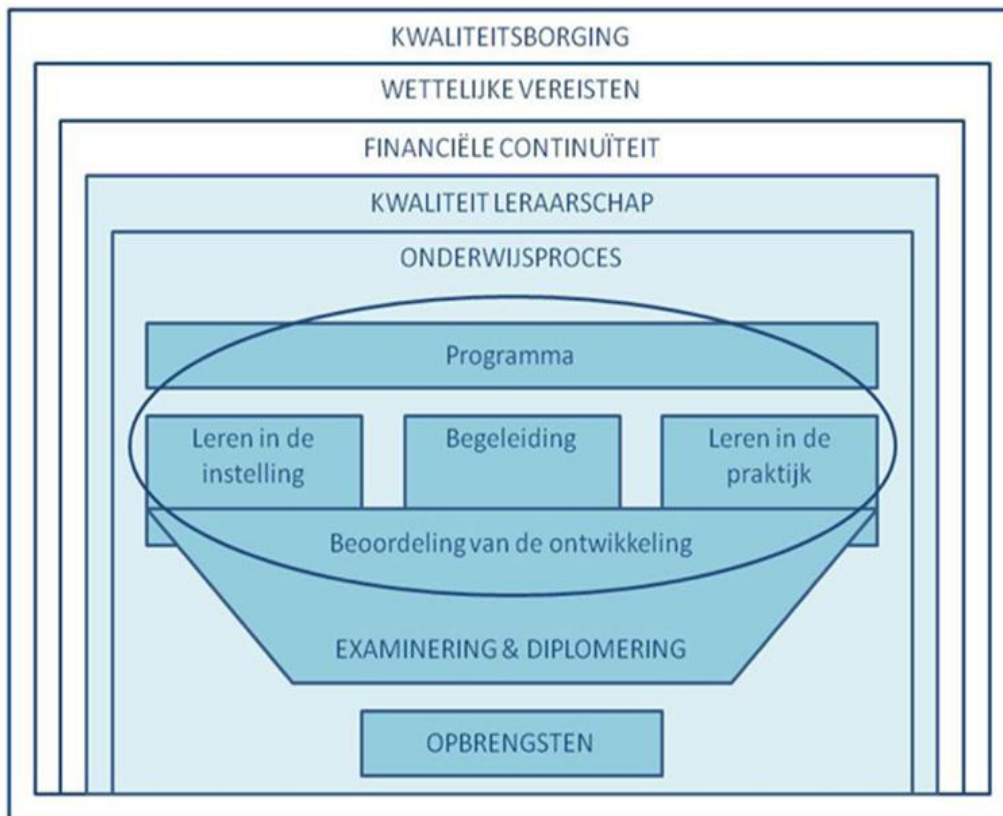 KWALITEITSBORGING
WETTELIJKE VEREISTEN
FINANCIËLE CONTINUÏTEIT
KWALITEIT LERAARSCHAP
ONDERWIJSPROCES
Programma
Leren in de
instelling
Begeleiding
Leren in de
praktijk
Beoordeling van de ontwikkeling
EXAMINERING & DIPLOMERING
OPBRENGSTEN